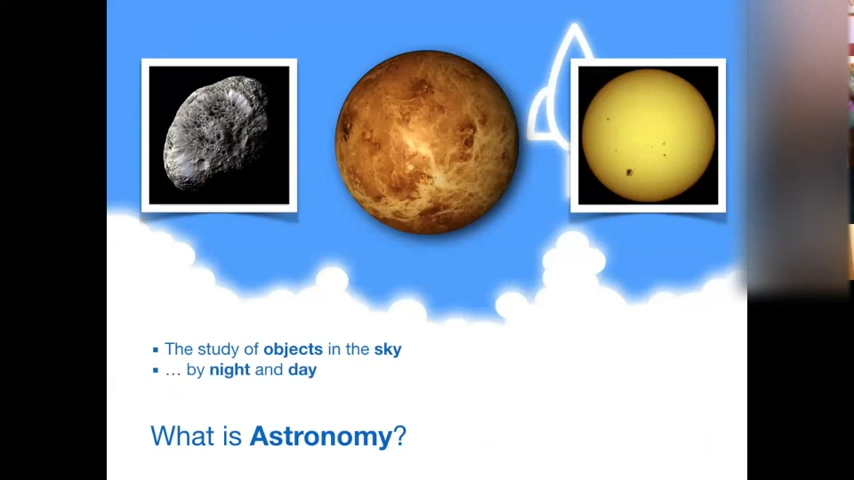 The study of objects in the sky
… by night and day
What is Astronomy?